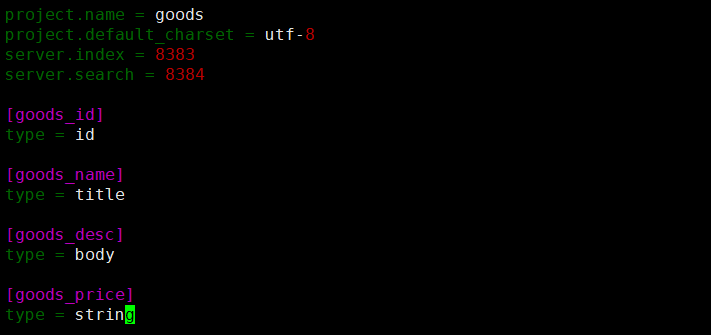 project.name = goods
project.default_charset = utf-8
server.index = 8383
server.search = 8384
[goods_id]
type = id
[goods_name]
type = title
[goods_desc]
type = body
[goods_price]
type = string